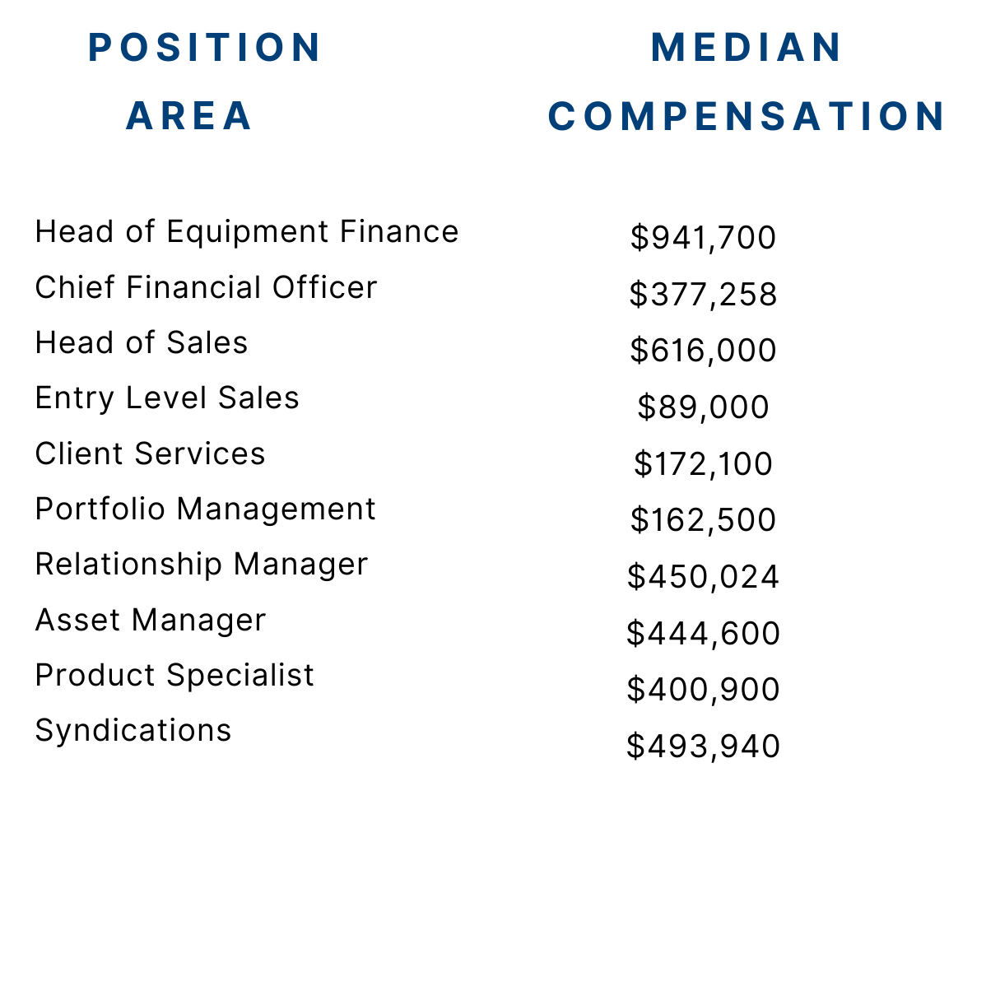 POSITION AREA
MEDIAN COMPENSATION
Head of Equipment Finance $941,700
Chief Financial Officer $377,258
Head of Sales $616,000
Entry Level Sales $89,000
Client Services $172,100
Portfolio Management $162,500
Relationship Manager $450,024
Asset Manager $444,600
Product Specialist $400,900
Syndications $493,940